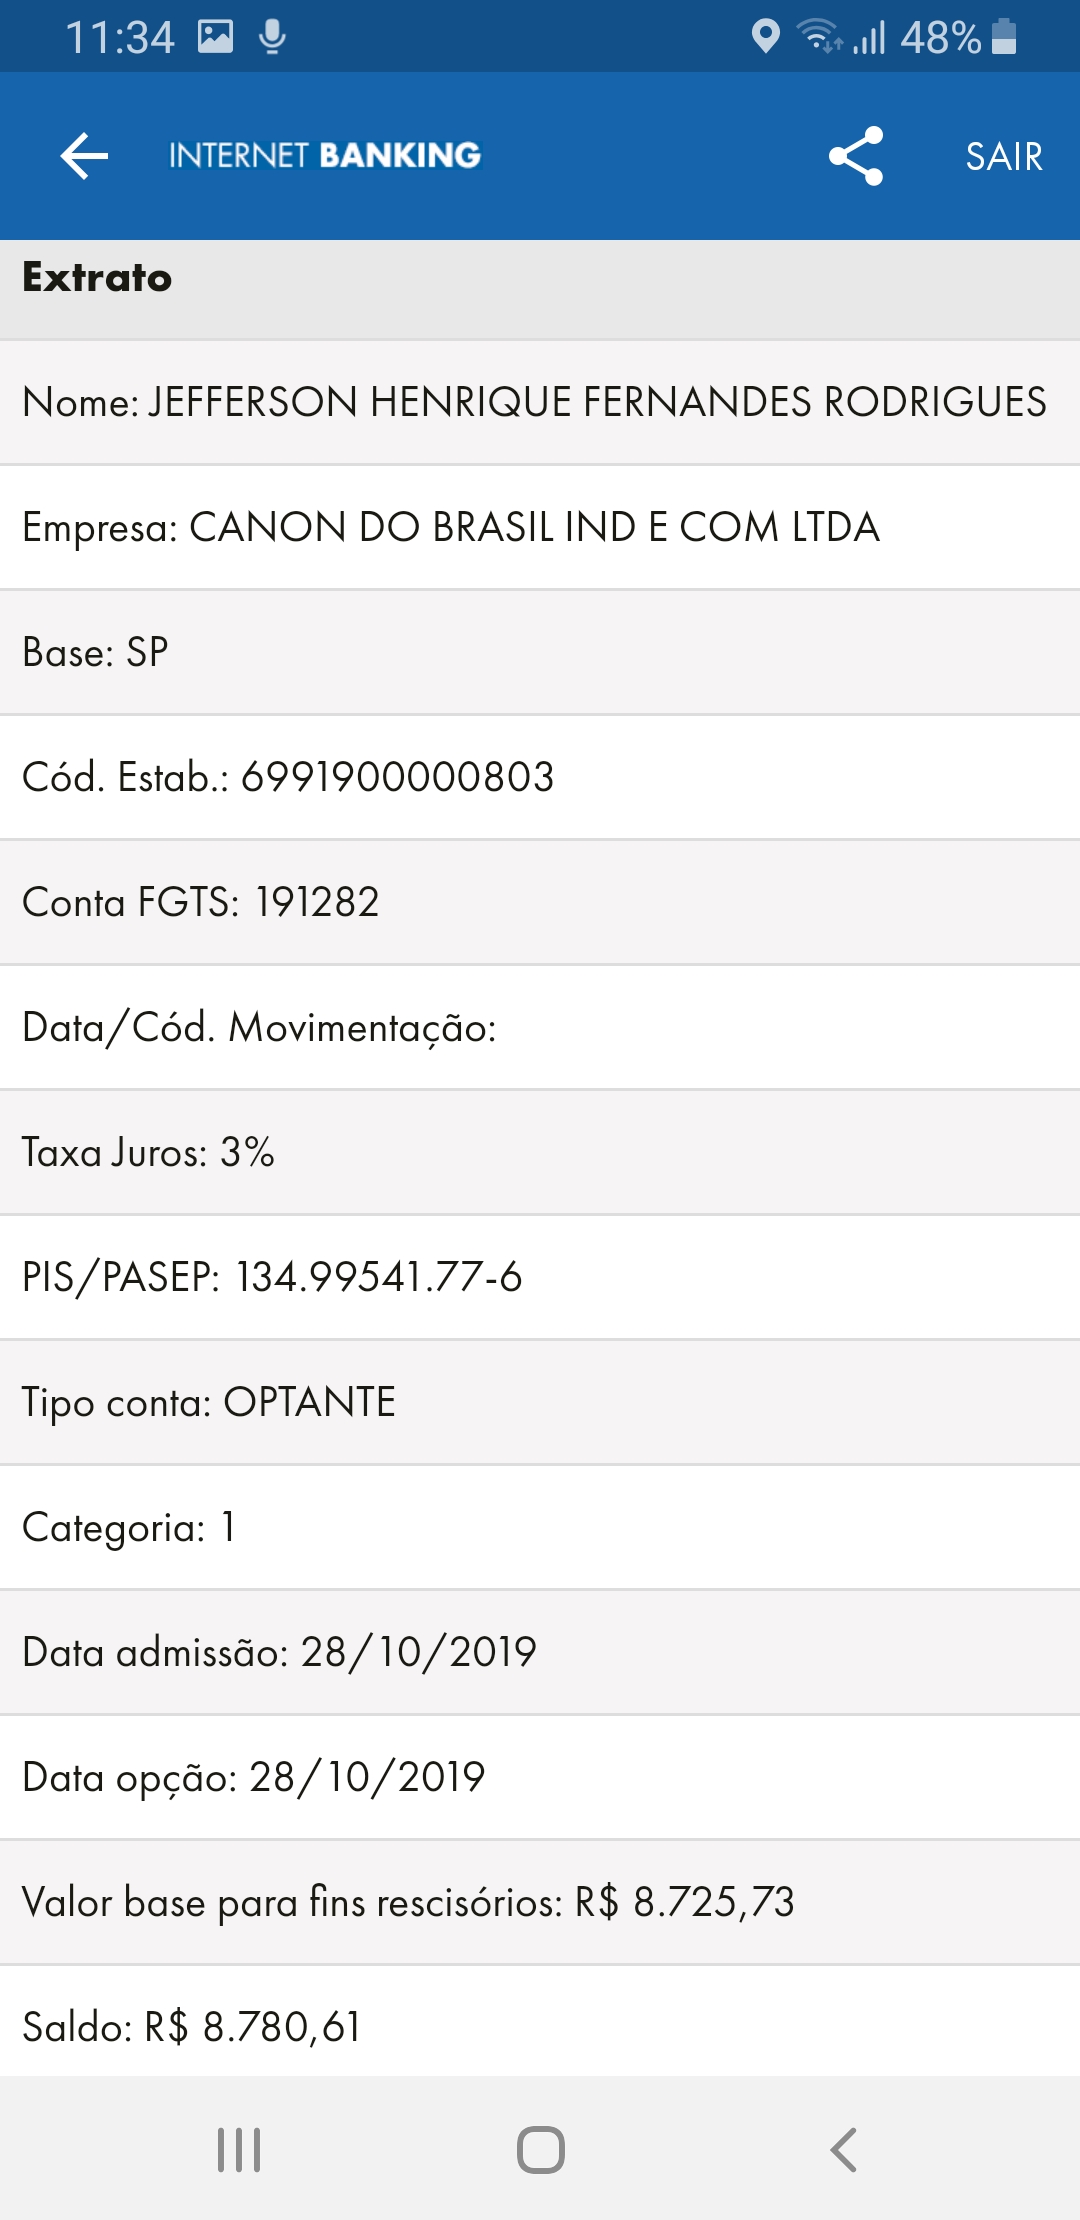 11:34 48%
INTERNET BANKING SAIR
Extrato
Nome: JEFFERSON HENRIQUE FERNANDES RODRIGUES
Empresa: CANON DO BRASIL IND E COM LTDA
Base: SP
Cód. Estab.: 6991900000803
Conta FGTS: 191282
Data/Cód. Movimentação:
Taxa Juros: 3%
PIS/PASEP: 134.99541.77-6
Tipo conta: OPTANTE
Categoria: 1
Data admissão: 28/10/2019
Data opção: 28/10/2019
Valor base para fins rescisórios: R$ 8.725,73
Saldo: R$ 8.780,61